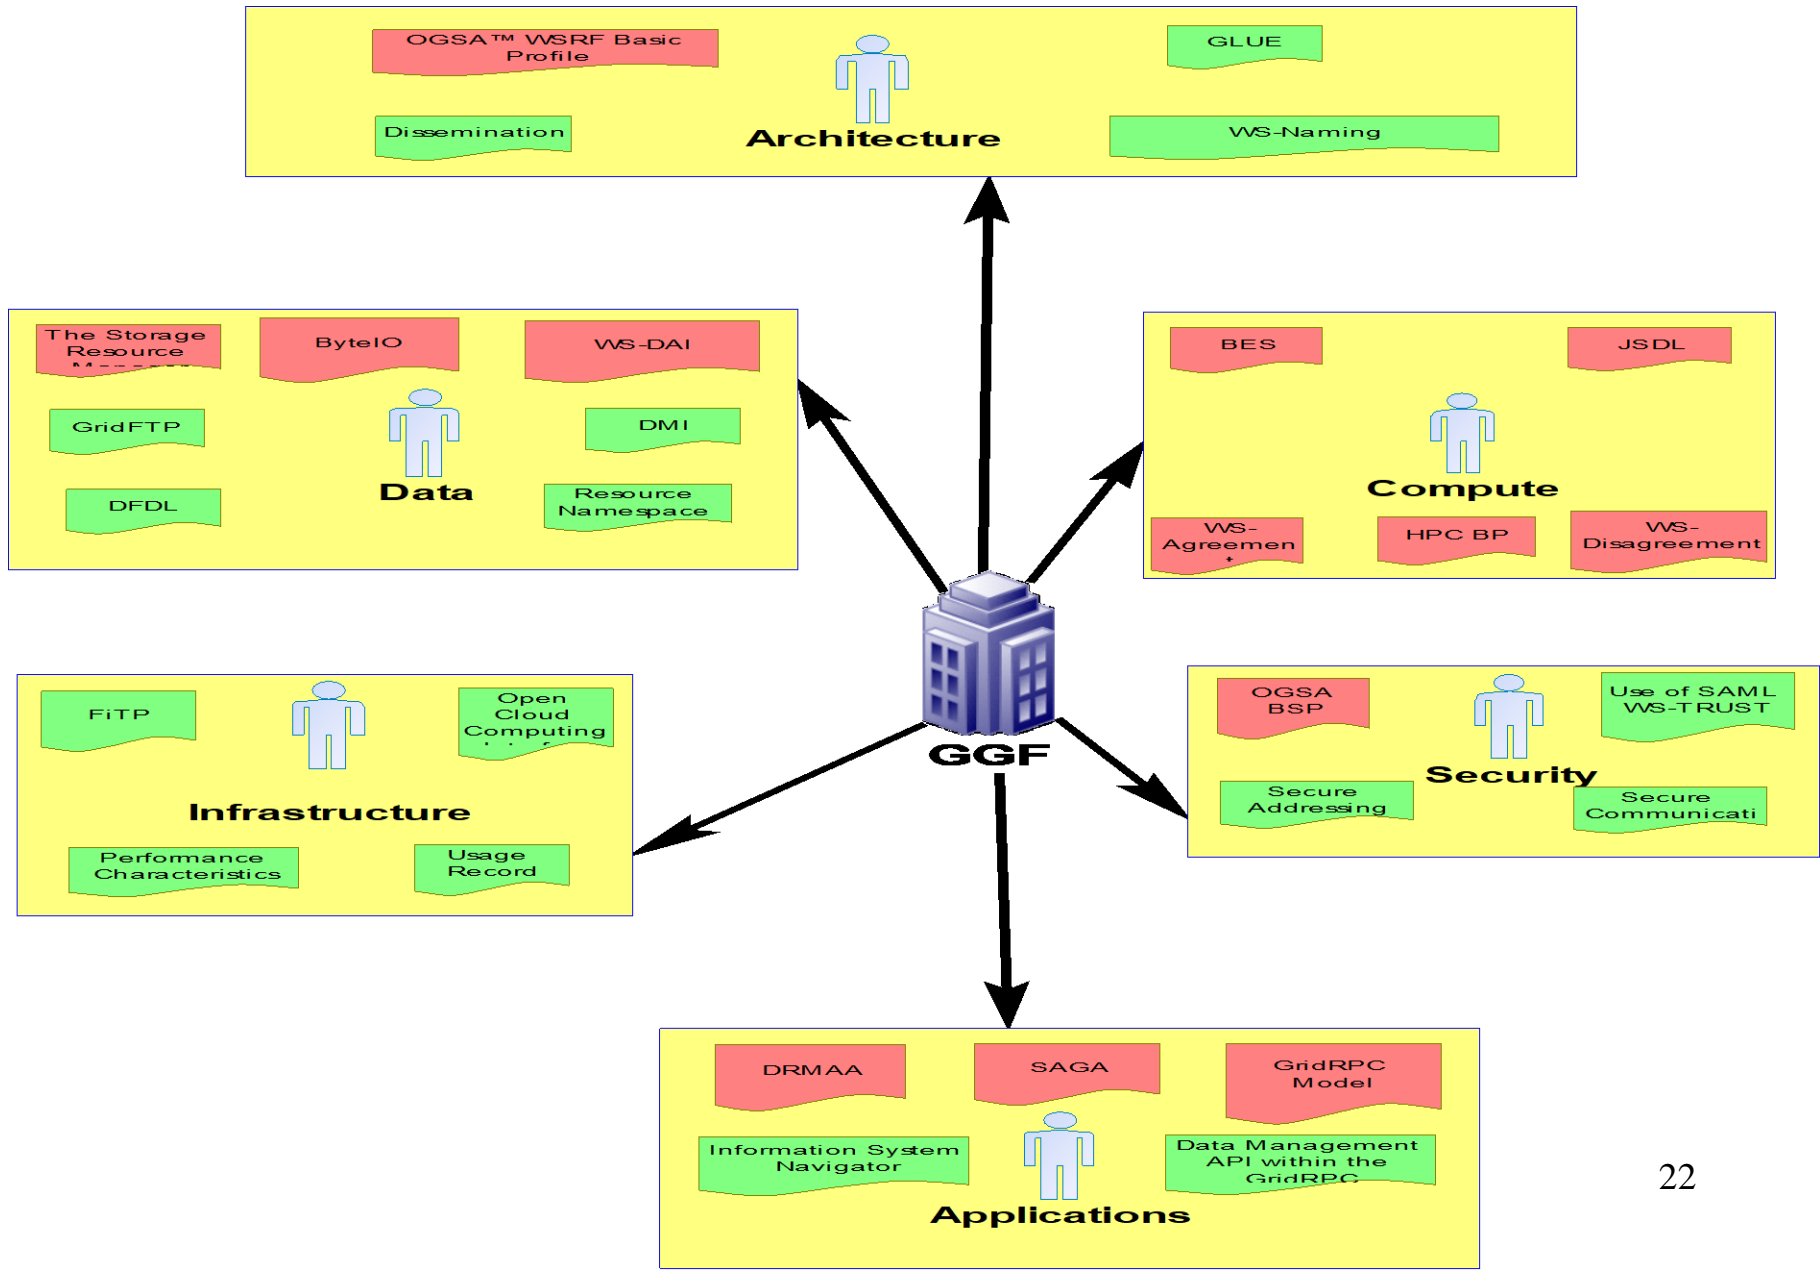 OGSA™ WSRF Basic
Profile
GLUE
Dissemination
Architecture
WS-Naming
The Storage
Resource
ByteIO
WS-DAI
GridFTP
DMI
Data
DFDL
Resource
Namespace
BES
JSDL
Compute
WS-
Agreemen
HPC BP
WS-
Disagreement
FiTP
Open
Cloud
Computing
Infrastructure
Performance
Characteristics
Usage
Record
GGF
OGSA
BSP
Use of SAML
WS-TRUST
Security
Secure
Addressing
Secure
Communicati
DRMAA
SAGA
GridRPC
Model
Information System
Navigator
Data Management
API within the
GridRPC
Applications
22